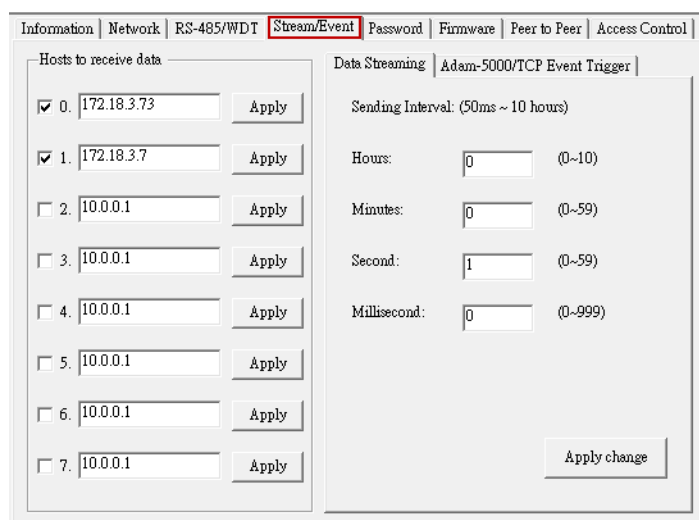 Information Network RS-485/WDT Stream/Event Password Firmware Peer to Peer Access Control
Hosts to receive data
0. 172.18.3.73 Apply
1. 172.18.3.7 Apply
2. 10.0.0.1 Apply
3. 10.0.0.1 Apply
4. 10.0.0.1 Apply
5. 10.0.0.1 Apply
6. 10.0.0.1 Apply
7. 10.0.0.1 Apply
Data Streaming Adam-5000/TCP Event Trigger
Sending Interval: (50ms ~ 10 hours)
Hours: 0 (0~10)
Minutes: 0 (0~59)
Second: 1 (0~59)
Millisecond: 0 (0~999)
Apply change